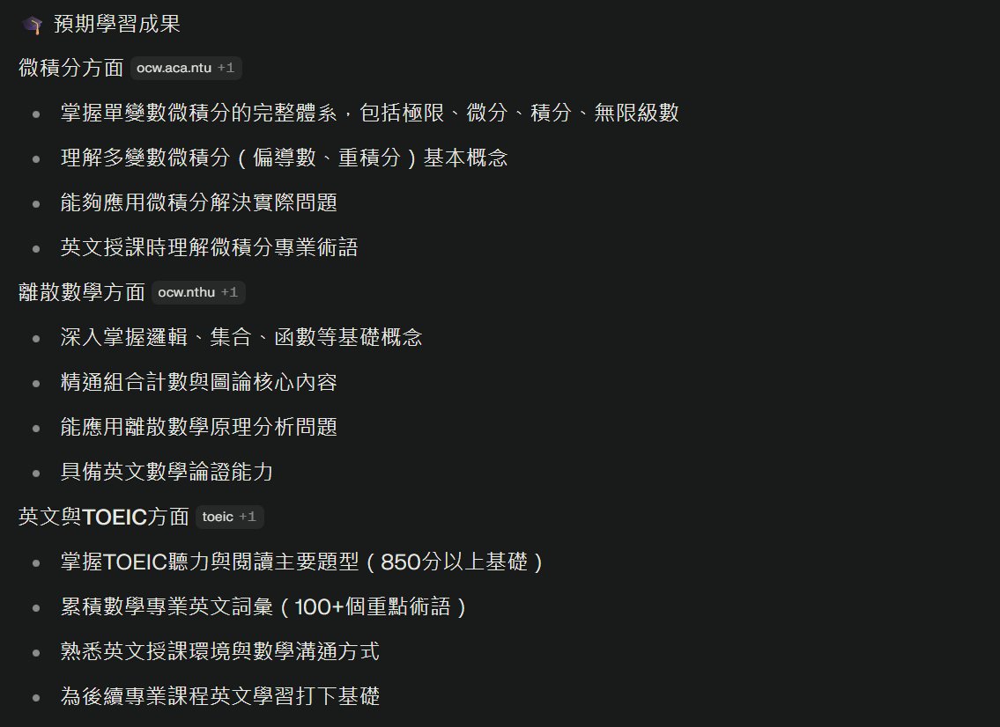 預期學習成果
微積分方面 ocw.aca.ntu +1
掌握單變數微積分的完整體系，包括極限、微分、積分、無限級數
理解多變數微積分（偏導數、重積分）基本概念
能夠應用微積分解決實際問題
英文授課時理解微積分專業術語
離散數學方面 ocw.nthu +1
深入掌握邏輯、集合、函數等基礎概念
精通組合計數與圖論核心內容
能應用離散數學原理分析問題
具備英文數學論證能力
英文與TOEIC方面 toeic +1
掌握TOEIC聽力與閱讀主要題型（850分以上基礎）
累積數學專業英文詞彙（100+個重點術語）
熟悉英文授課環境與數學溝通方式
為後續專業課程英文學習打下基礎